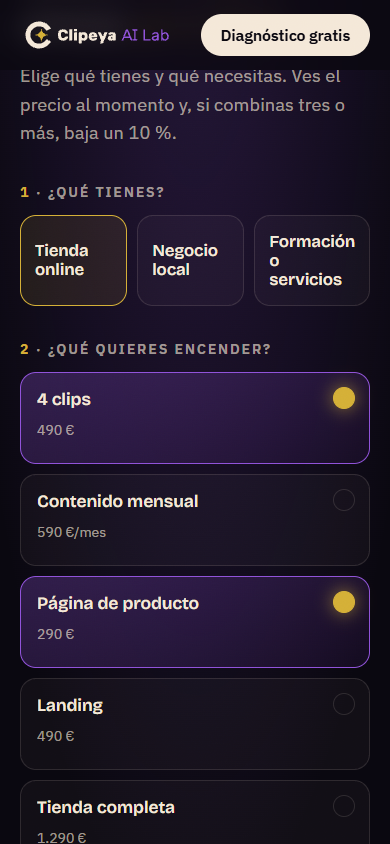 Clipeya AI Lab
Diagnóstico gratis
Elige qué tienes y qué necesitas. Ves el
precio al momento y, si combinas tres o
más, baja un 10 %.
1 · ¿QUÉ TIENES?
Tienda
online
Negocio
local
Formación
o
servicios
2 · ¿QUÉ QUIERES ENCENDER?
4 clips
490 €
Contenido mensual
590 €/mes
Página de producto
290 €
Landing
490 €
Tienda completa
1.290 €